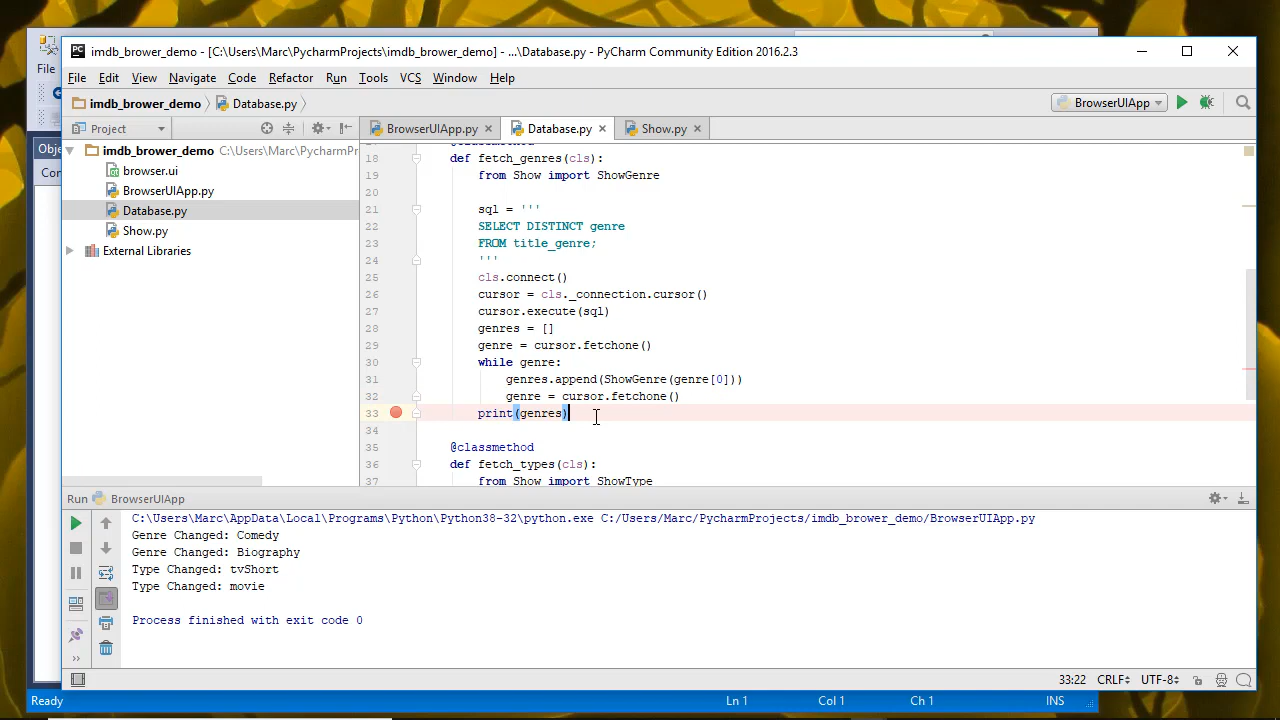 imdb_brower_demo - [C:\Users\Marc\PycharmProjects\imdb_brower_demo] - ...\Database.py - PyCharm Community Edition 2016.2.3
File
File Edit View Navigate Code Refactor Run Tools VCS Window Help
imdb_brower_demo Database.py BrowserUIApp
Project BrowserUIApp.py Database.py Show.py
Obje
Con
imdb_brower_demo C:\Users\Marc\PycharmPr
browser.ui
BrowserUIApp.py
Database.py
Show.py
External Libraries
@classmethod
18 def fetch_genres(cls):
19 from Show import ShowGenre
20
21 sql = '''
22 SELECT DISTINCT genre
23 FROM title_genre;
24 '''
25 cls.connect()
26 cursor = cls._connection.cursor()
27 cursor.execute(sql)
28 genres = []
29 genre = cursor.fetchone()
30 while genre:
31 genres.append(ShowGenre(genre[0]))
32 genre = cursor.fetchone()
33 print(genres)
34
35 @classmethod
36 def fetch_types(cls):
37 from Show import ShowType
Run BrowserUIApp
C:\Users\Marc\AppData\Local\Programs\Python\Python38-32\python.exe C:/Users/Marc/PycharmProjects/imdb_brower_demo/BrowserUIApp.py
Genre Changed: Comedy
Genre Changed: Biography
Type Changed: tvShort
Type Changed: movie
Process finished with exit code 0
33:22 CRLF UTF-8
Ready Ln 1 Col 1 Ch 1 INS